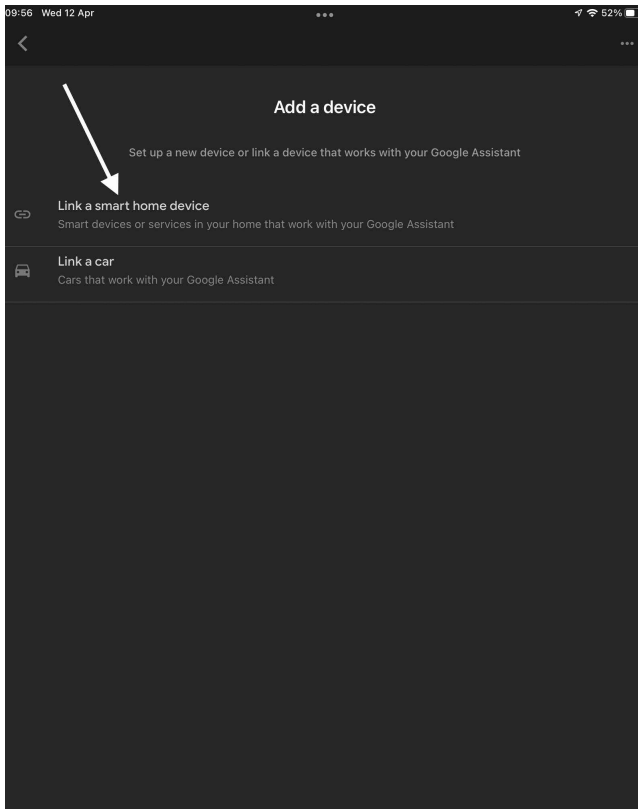 09:56 Wed 12 Apr 52%
Add a device
Set up a new device or link a device that works with your Google Assistant
Link a smart home device
Smart devices or services in your home that work with your Google Assistant
Link a car
Cars that work with your Google Assistant